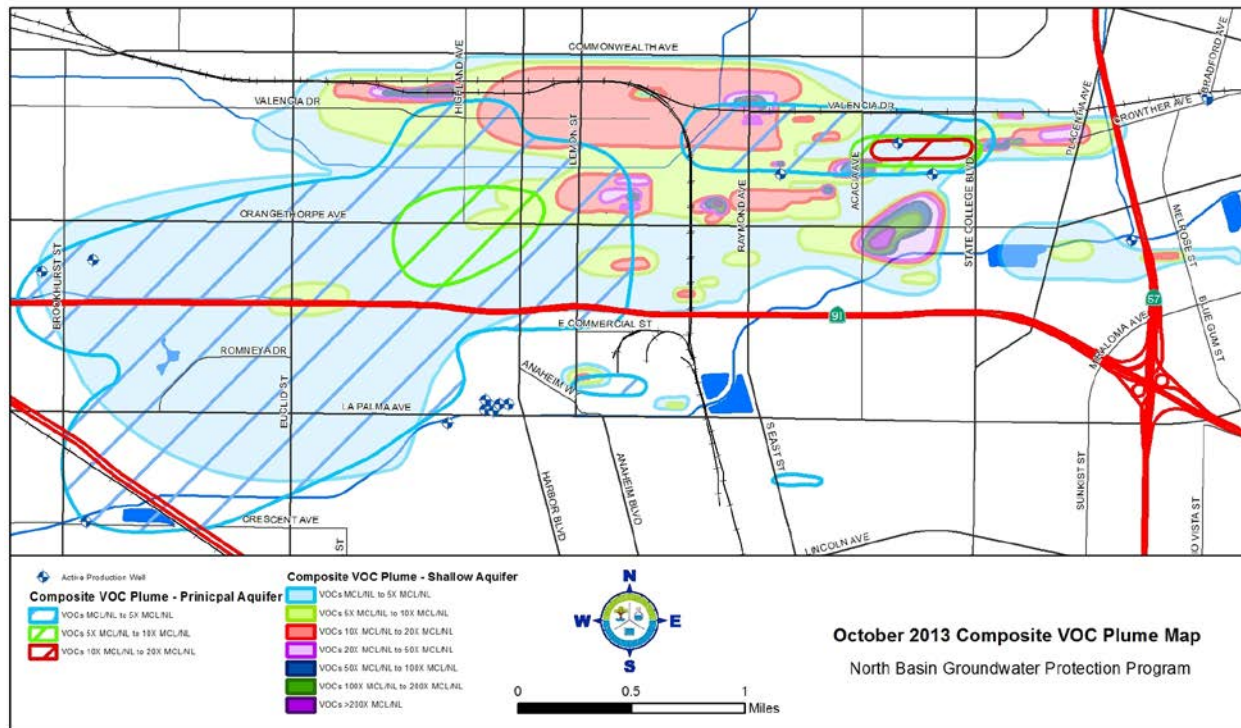 COMMONWEALTH AVE
HIGHLAND AVE
BRADFORD AVE
PLACENTIA AVE
VALENCIA DR
VALENCIA DR
CROWTHER AVE
LEMON ST
ACACIA AVE
RAYMOND AVE
STATE COLLEGE BLVD
ORANGETHORPE AVE
MELROSE ST
BROOKHURST ST
57
91
E COMMERCIAL ST
MIRALOMA AVE
BLUE GUM ST
ROMNEYA DR
ANAHEIM W
EUCLID ST
LA PALMA AVE
S EAST ST
HARBOR BLVD
ANAHEIM BLVD
SUNKIST ST
IO VISTA ST
CRESCENT AVE
ST
LINCOLN AVE
Active Production Well
Composite VOC Plume - Prinicpal Aquifer
VOCs MCL/NL to 5X MCL/NL
VOCs 5X MCL/NL to 10X MCL/NL
VOCs 10X MCL/NL to 20X MCL/NL
Composite VOC Plume - Shallow Aquifer
VOCs MCL/NL to 5X MCL/NL
VOCs 5X MCL/NL to 10X MCL/NL
VOCs 10X MCL/NL to 20X MCL/NL
VOCs 20X MCL/NL to 50X MCL/NL
VOCs 50X MCL/NL to 100X MCL/NL
VOCs 100X MCL/NL to 200X MCL/NL
VOCs >200X MCL/NL
N
W E
S
0 0.5 1
Miles
October 2013 Composite VOC Plume Map
North Basin Groundwater Protection Program